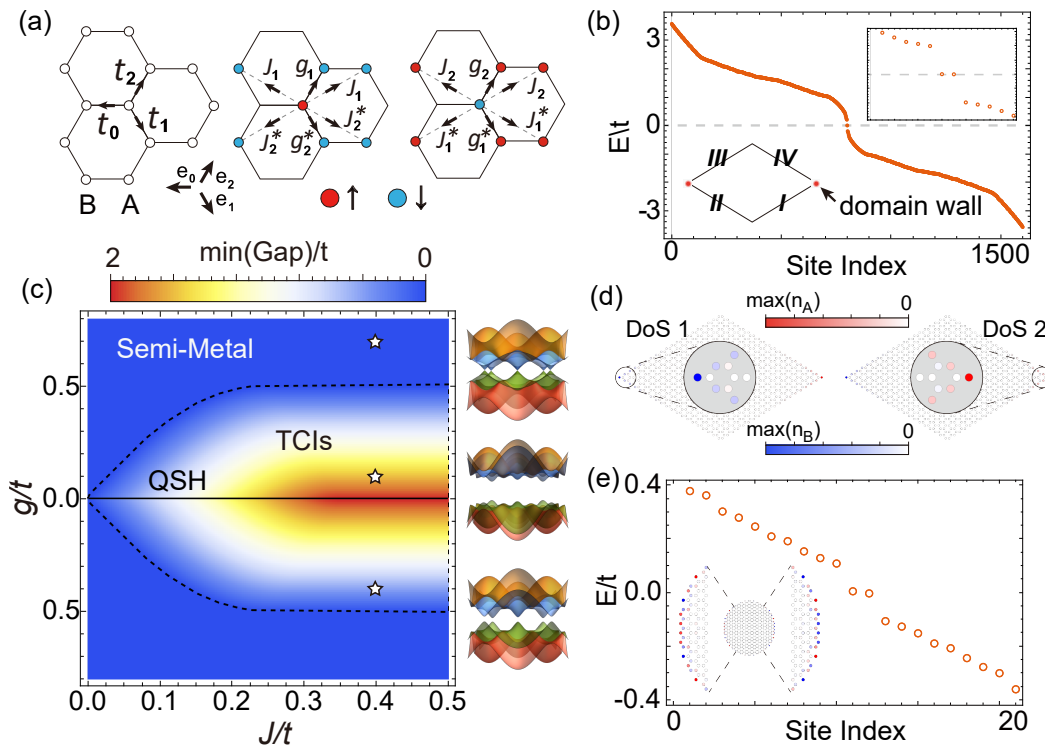 (a)
t₂
t₀
t₁
B A
e₀
e₂
e₁
J₁ g₁
J₁
J₂*
J₂* g₂*
J₂ g₂
J₂
J₁*
J₁* g₁*
↑
↓
(b)
E\t
3
0
-3
0
1500
Site Index
III
IV
II
I
domain wall
(c)
min(Gap)/t
2
0
Semi-Metal
TCIs
QSH
g/t
0.5
0.0
0.5
0.0
0.1
0.2
0.3
0.4
0.5
J/t
(d)
max(n_A)
0
DoS 1
DoS 2
max(n_B)
0
(e)
E/t
0.4
0.0
-0.4
0
20
Site Index